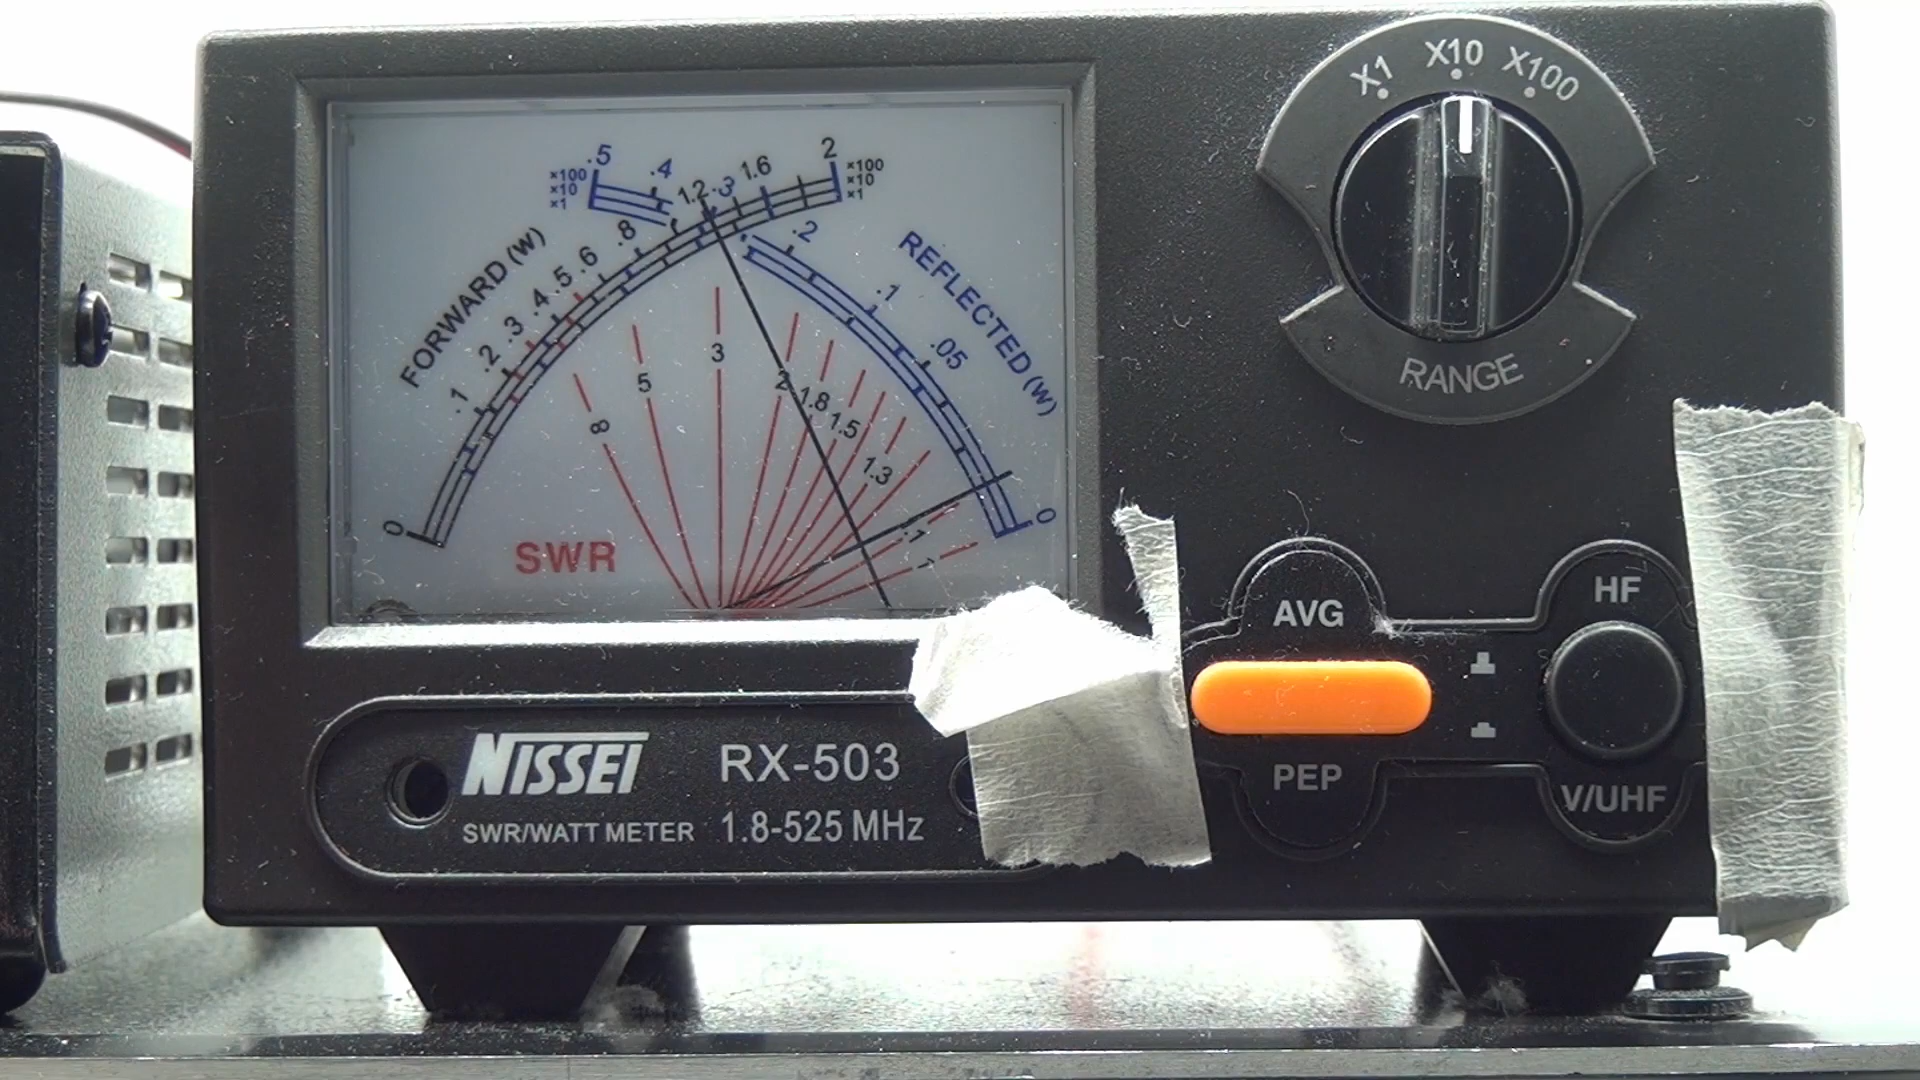 .5
.4
1.2
.3
1.6
2
×100
×10
×1
×100
×10
×1
FORWARD (W)
.8
.6
.5
.4
.3
.2
.1
0
.2
.1
.05
0
REFLECTED (W)
8
5
3
2
1.8
1.5
1.3
SWR
X1
X10
X100
RANGE
AVG
PEP
HF
V/UHF
NISSEI
RX-503
SWR/WATT METER
1.8-525 MHz